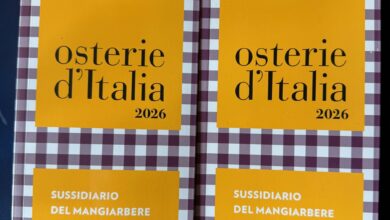 osterie
d'Italia
2026
SUSSIDIARIO
DEL MANGIARBERE
osterie
d'Italia
2026
SUSSIDIARIO
DEL MANGIARBERE